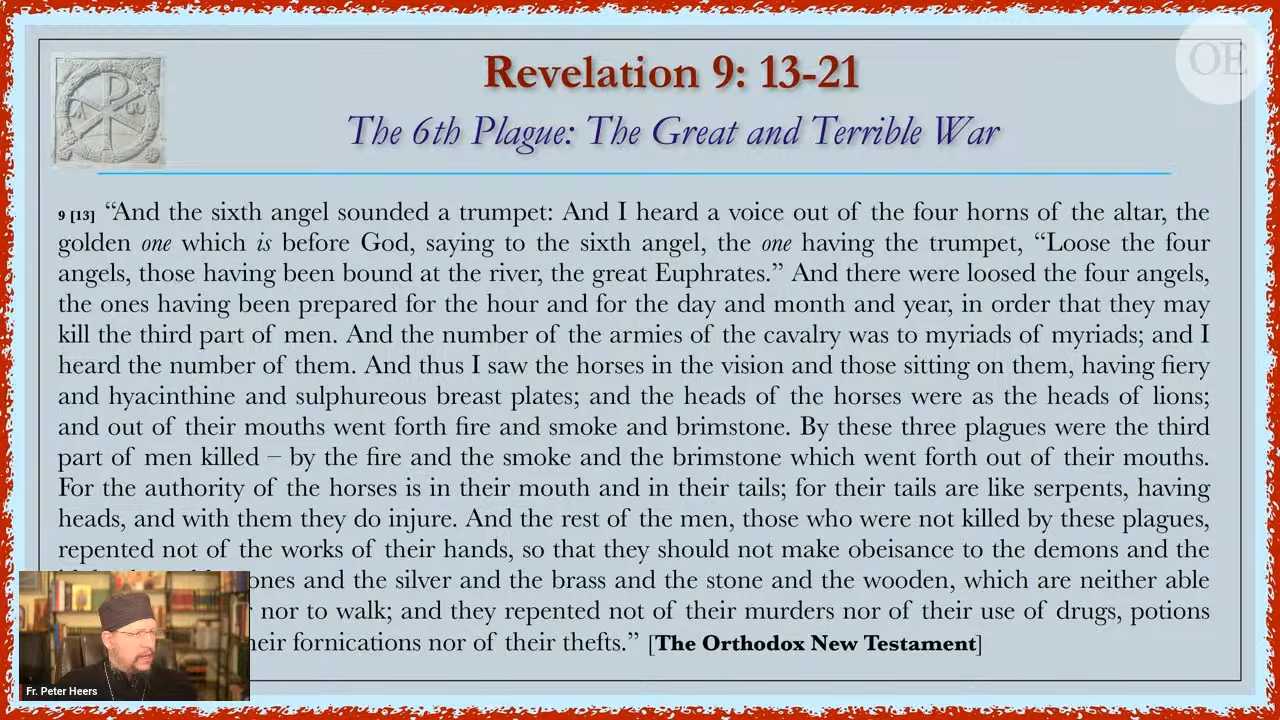 OE
Revelation 9: 13-21
The 6th Plague: The Great and Terrible War
9 [13] “And the sixth angel sounded a trumpet: And I heard a voice out of the four horns of the altar, the
golden one which is before God, saying to the sixth angel, the one having the trumpet, “Loose the four
angels, those having been bound at the river, the great Euphrates.” And there were loosed the four angels,
the ones having been prepared for the hour and for the day and month and year, in order that they may
kill the third part of men. And the number of the armies of the cavalry was to myriads of myriads; and I
heard the number of them. And thus I saw the horses in the vision and those sitting on them, having fiery
and hyacinthine and sulphureous breast plates; and the heads of the horses were as the heads of lions;
and out of their mouths went forth fire and smoke and brimstone. By these three plagues were the third
part of men killed – by the fire and the smoke and the brimstone which went forth out of their mouths.
For the authority of the horses is in their mouth and in their tails; for their tails are like serpents, having
heads, and with them they do injure. And the rest of the men, those who were not killed by these plagues,
repented not of the works of their hands, so that they should not make obeisance to the demons and the
ones and the silver and the brass and the stone and the wooden, which are neither able
nor to walk; and they repented not of their murders nor of their use of drugs, potions
heir fornications nor of their thefts.” [The Orthodox New Testament]
Fr. Peter Heers